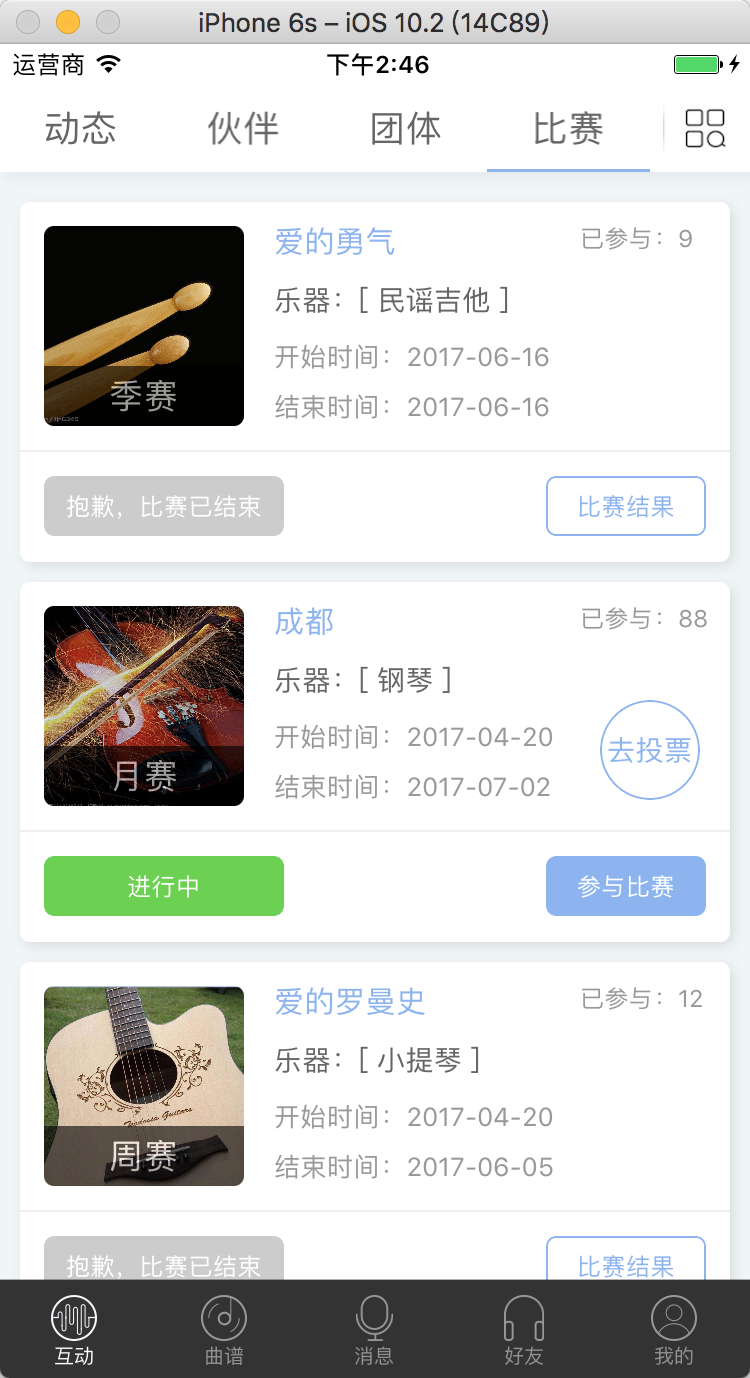 iPhone 6s – iOS 10.2 (14C89)
运营商 下午2:46
动态 伙伴 团体 比赛
爱的勇气 已参与：9
乐器：[ 民谣吉他 ]
开始时间：2017-06-16
季赛
结束时间：2017-06-16
抱歉，比赛已结束 比赛结果
成都 已参与：88
乐器：[ 钢琴 ]
开始时间：2017-04-20
去投票
月赛
结束时间：2017-07-02
进行中 参与比赛
爱的罗曼史 已参与：12
乐器：[ 小提琴 ]
开始时间：2017-04-20
周赛
结束时间：2017-06-05
抱歉，比赛已结束 比赛结果
互动 曲谱 消息 好友 我的